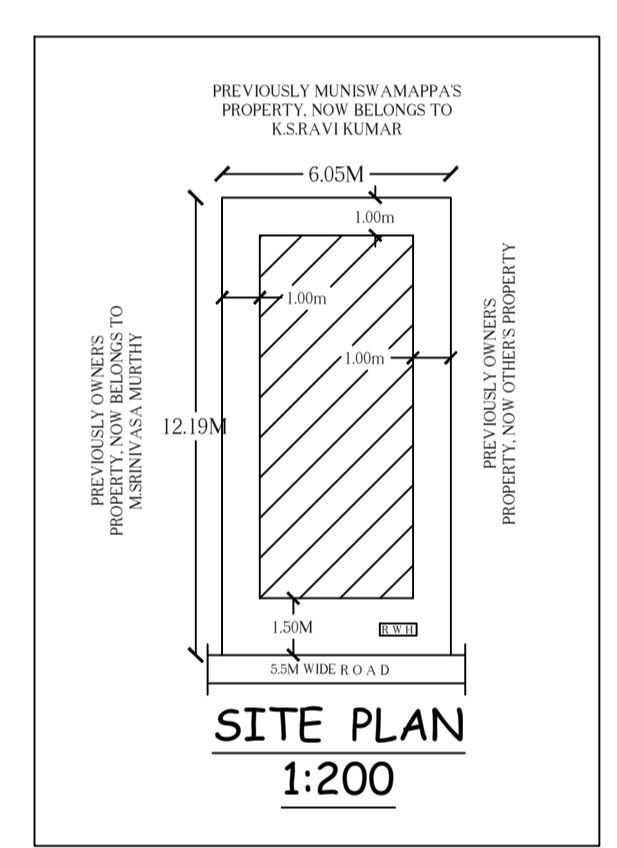 PREVIOUSLY MUNISWAMAPPA'S
PROPERTY, NOW BELONGS TO
K.S.RAVI KUMAR
6.05M
1.00m
1.00m
1.00m
PREVIOUSLY OWNER'S
PROPERTY, NOW BELONGS TO
M.SRINIVASA MURTHY
12.19M
PREVIOUSLY OWNER'S
PROPERTY, NOW OTHER'S PROPERTY
1.50M
R W H
5.5M WIDE R O A D
SITE PLAN
1:200